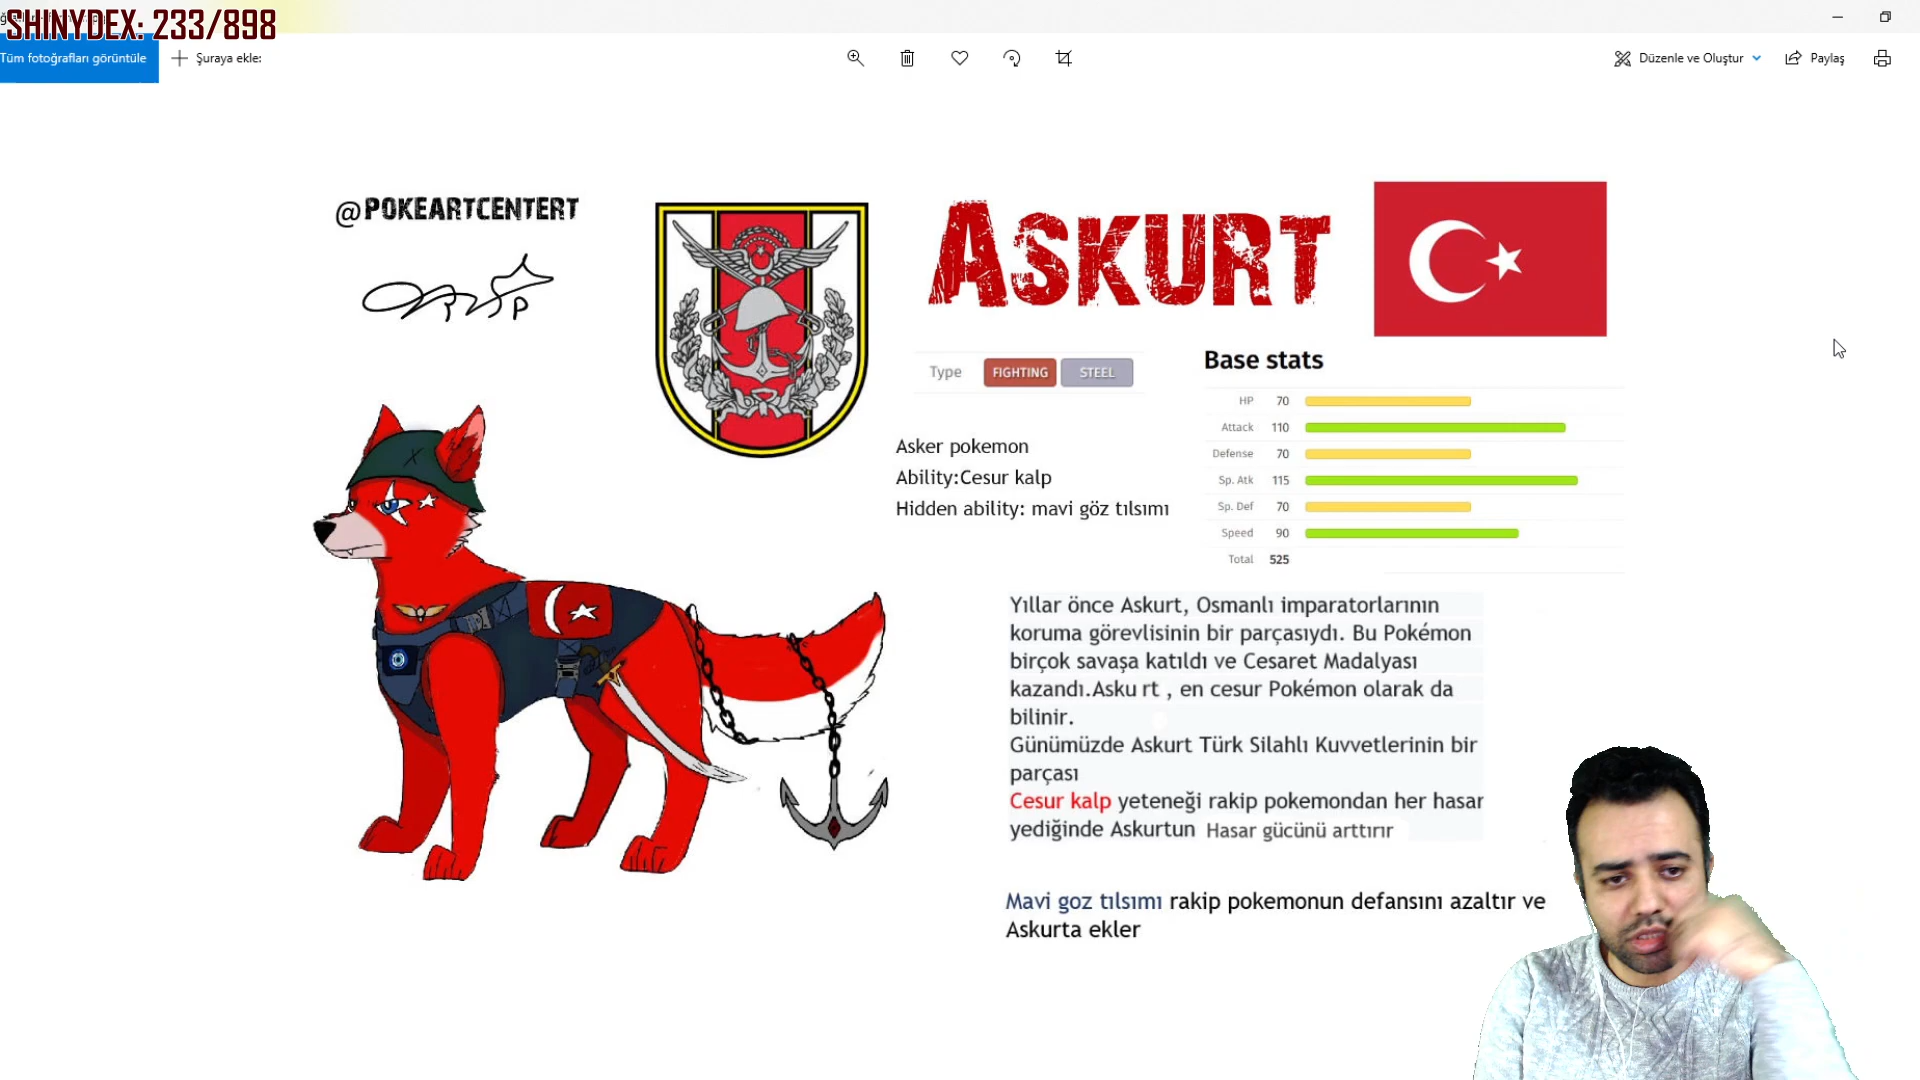 SHINYDEX: 233/898
Tüm fotoğrafları görüntüle
Şuraya ekle:
Düzenle ve Oluştur
Paylaş
@POKEARTCENTERT
ASKURT
Type FIGHTING STEEL
Base stats
HP 70
Attack 110
Defense 70
Sp. Atk 115
Sp. Def 70
Speed 90
Total 525
Asker pokemon
Ability:Cesur kalp
Hidden ability: mavi göz tılsımı
Yıllar önce Askurt, Osmanlı imparatorlarının
koruma görevlisinin bir parçasıydı. Bu Pokémon
birçok savaşa katıldı ve Cesaret Madalyası
kazandı.Asku rt , en cesur Pokémon olarak da
bilinir.
Günümüzde Askurt Türk Silahlı Kuvvetlerinin bir
parçası
Cesur kalp yeteneği rakip pokemondan her hasar
yediğinde Askurtun Hasar gücünü arttırır
Mavi goz tılsımı rakip pokemonun defansını azaltır ve
Askurta ekler